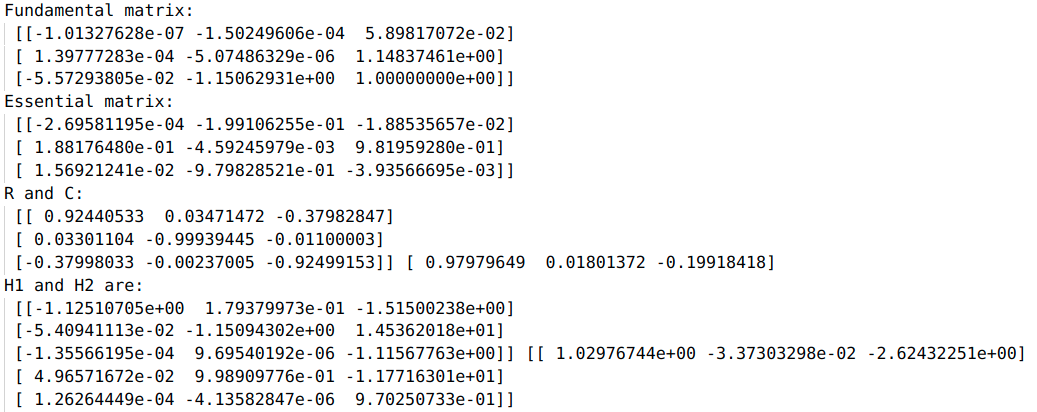 Fundamental matrix:
[[-1.01327628e-07 -1.50249606e-04  5.89817072e-02]
[ 1.39777283e-04 -5.07486329e-06  1.14837461e+00]
[-5.57293805e-02 -1.15062931e+00  1.00000000e+00]]
Essential matrix:
[[-2.69581195e-04 -1.99106255e-01 -1.88535657e-02]
[ 1.88176480e-01 -4.59245979e-03  9.81959280e-01]
[ 1.56921241e-02 -9.79828521e-01 -3.93566695e-03]]
R and C:
[[ 0.92440533  0.03471472 -0.37982847]
[ 0.03301104 -0.99939445 -0.01100003]
[-0.37998033 -0.00237005 -0.92499153]] [ 0.97979649  0.01801372 -0.19918418]
H1 and H2 are:
[[-1.12510705e+00  1.79379973e-01 -1.51500238e+00]
[-5.40941113e-02 -1.15094302e+00  1.45362018e+01]
[-1.35566195e-04  9.69540192e-06 -1.11567763e+00]] [[ 1.02976744e+00 -3.37303298e-02 -2.62432251e+00]
[ 4.96571672e-02  9.98909776e-01 -1.17716301e+01]
[ 1.26264449e-04 -4.13582847e-06  9.70250733e-01]]